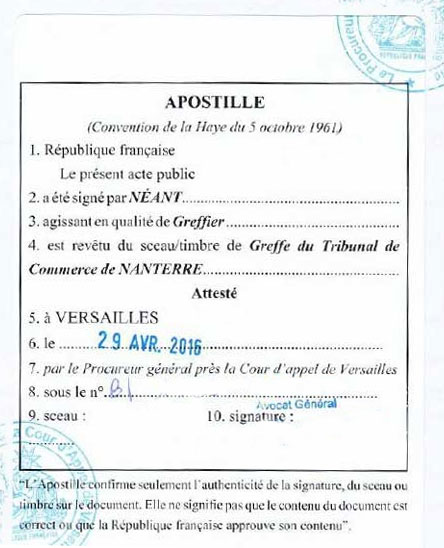 RÉPUBLIQUE FRANÇAISE
Le Procureur
APOSTILLE
(Convention de la Haye du 5 octobre 1961)
1. République française
Le présent acte public
2. a été signé par NÉANT
3. agissant en qualité de Greffier
4. est revêtu du sceau/timbre de Greffe du Tribunal de
Commerce de NANTERRE
Attesté
5. à VERSAILLES
6. le 29 AVR. 2016
7. par le Procureur général près la Cour d'appel de Versailles
8. sous le n°
Avocat Général
9. sceau : 10. signature :
Cour d'Appel de
"L'Apostille confirme seulement l'authenticité de la signature, du sceau ou
timbre sur le document. Elle ne signifie pas que le contenu du document est
correct ou que la République française approuve son contenu".